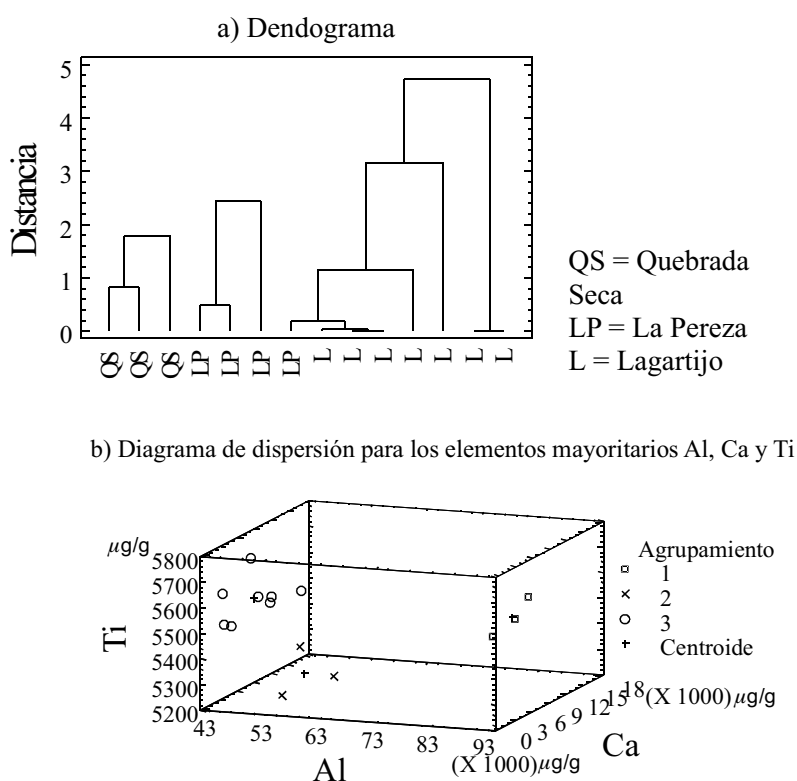 a) Dendograma
Distancia
5
4
3
2
1
0
QS QS QS LP LP LP LP L L L L L L L
QS = Quebrada
Seca
LP = La Pereza
L = Lagartijo
b) Diagrama de dispersión para los elementos mayoritarios Al, Ca y Ti
µg/g
Ti
5800
5700
5600
5500
5400
5300
5200
43 53 63 73 83 93
Al
(X 1000)µg/g
0 3 6 9 12 15 18
(X 1000)µg/g
Ca
Agrupamiento
1
2
3
Centroide